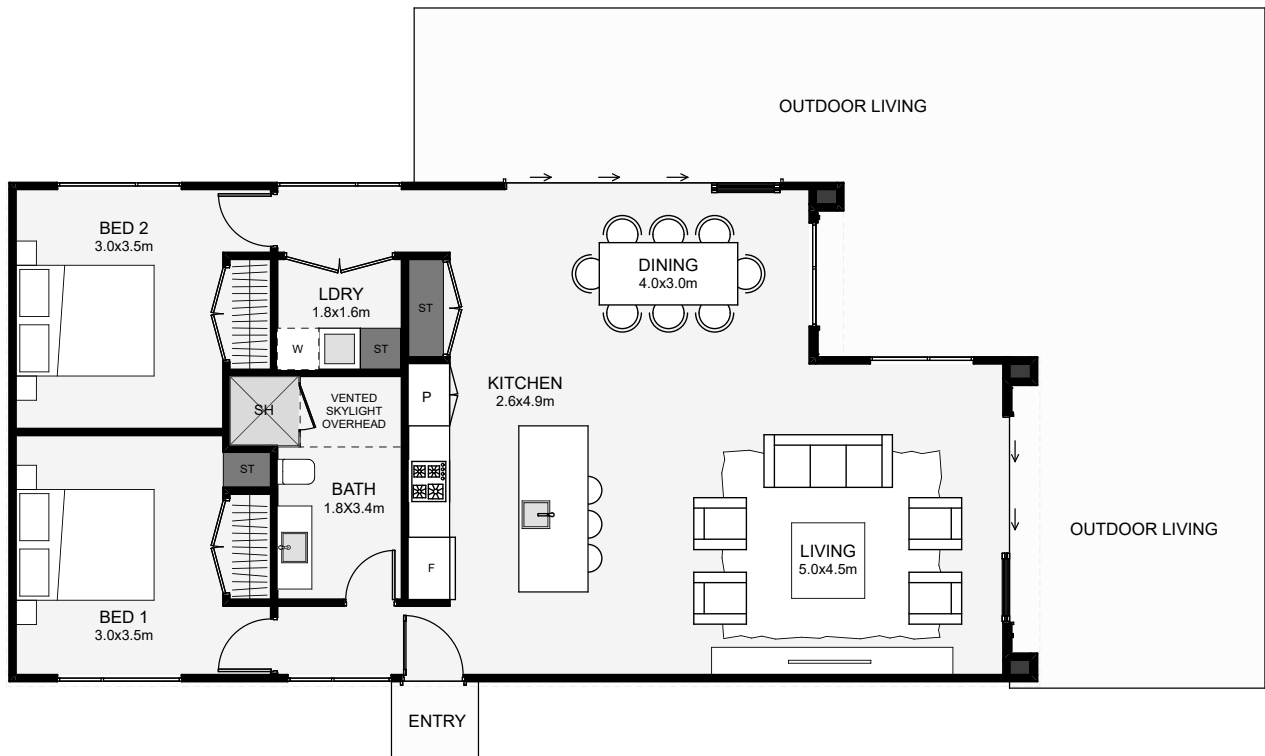 OUTDOOR LIVING
BED 2
3.0x3.5m
DINING
4.0x3.0m
LDRY
1.8x1.6m
ST
W
ST
KITCHEN
2.6x4.9m
P
SH
VENTED
SKYLIGHT
OVERHEAD
ST
BATH
1.8X3.4m
F
LIVING
5.0x4.5m
OUTDOOR LIVING
BED 1
3.0x3.5m
ENTRY